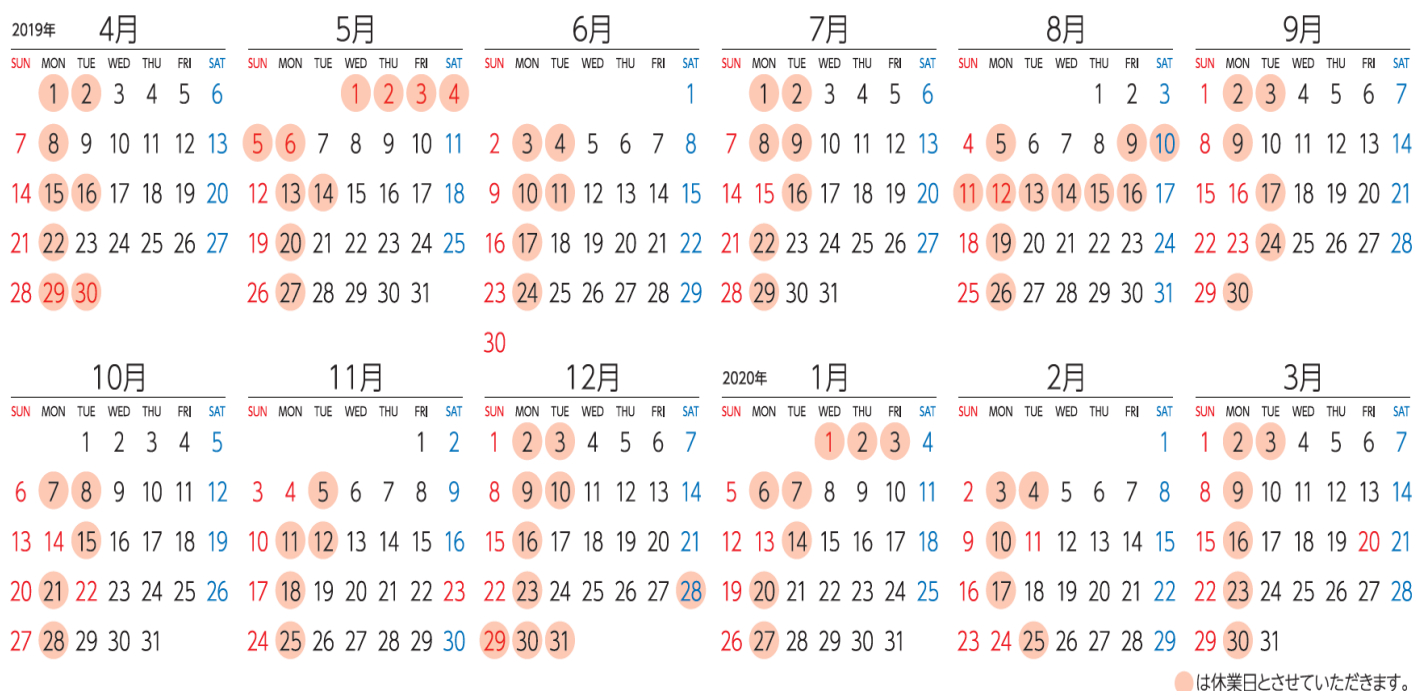 2019年 4月 5月 6月 7月 8月 9月
SUN MON TUE WED THU FRI SAT SUN MON TUE WED THU FRI SAT SUN MON TUE WED THU FRI SAT SUN MON TUE WED THU FRI SAT SUN MON TUE WED THU FRI SAT SUN MON TUE WED THU FRI SAT
1 2 3 4 5 6 1 2 3 4 1 1 2 3 4 5 6 1 2 3 1 2 3 4 5 6 7
7 8 9 10 11 12 13 5 6 7 8 9 10 11 2 3 4 5 6 7 8 7 8 9 10 11 12 13 4 5 6 7 8 9 10 8 9 10 11 12 13 14
14 15 16 17 18 19 20 12 13 14 15 16 17 18 9 10 11 12 13 14 15 14 15 16 17 18 19 20 11 12 13 14 15 16 17 15 16 17 18 19 20 21
21 22 23 24 25 26 27 19 20 21 22 23 24 25 16 17 18 19 20 21 22 21 22 23 24 25 26 27 18 19 20 21 22 23 24 22 23 24 25 26 27 28
28 29 30 26 27 28 29 30 31 23 24 25 26 27 28 29 28 29 30 31 25 26 27 28 29 30 31 29 30
30
10月 11月 12月 2020年 1月 2月 3月
SUN MON TUE WED THU FRI SAT SUN MON TUE WED THU FRI SAT SUN MON TUE WED THU FRI SAT SUN MON TUE WED THU FRI SAT SUN MON TUE WED THU FRI SAT SUN MON TUE WED THU FRI SAT
1 2 3 4 5 1 2 1 2 3 4 5 6 7 1 2 3 4 1 1 2 3 4 5 6 7
6 7 8 9 10 11 12 3 4 5 6 7 8 9 8 9 10 11 12 13 14 5 6 7 8 9 10 11 2 3 4 5 6 7 8 8 9 10 11 12 13 14
13 14 15 16 17 18 19 10 11 12 13 14 15 16 15 16 17 18 19 20 21 12 13 14 15 16 17 18 9 10 11 12 13 14 15 15 16 17 18 19 20 21
20 21 22 23 24 25 26 17 18 19 20 21 22 23 22 23 24 25 26 27 28 19 20 21 22 23 24 25 16 17 18 19 20 21 22 22 23 24 25 26 27 28
27 28 29 30 31 24 25 26 27 28 29 30 29 30 31 26 27 28 29 30 31 23 24 25 26 27 28 29 29 30 31
は休業日とさせていただきます。